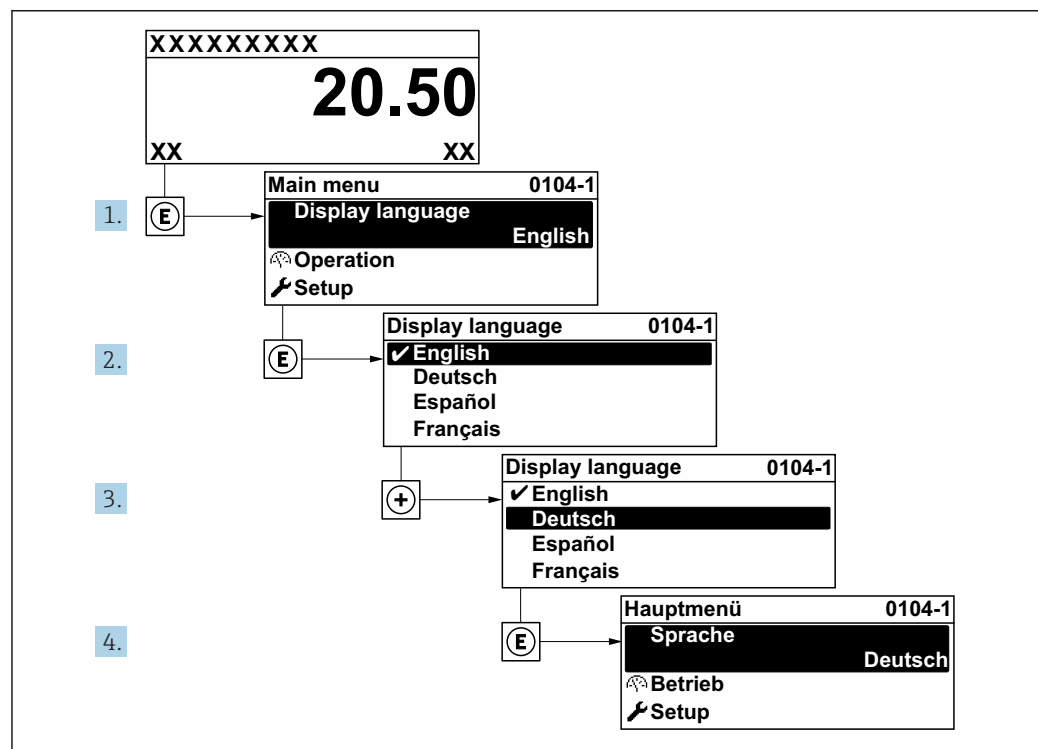 XXXXXXXXX
20.50
XX XX
1. E
Main menu 0104-1
Display language
English
Operation
Setup
2. E
Display language 0104-1
✔English
Deutsch
Español
Français
3. +
Display language 0104-1
✔English
Deutsch
Español
Français
4. E
Hauptmenü 0104-1
Sprache
Deutsch
Betrieb
Setup